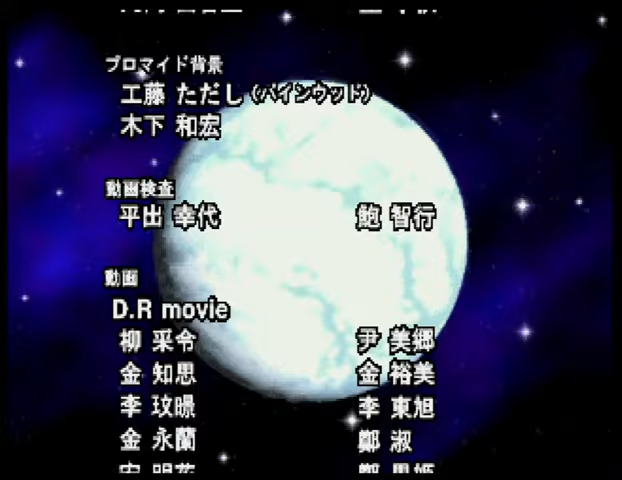 ブロマイド背景
工藤 ただし(パインウッド)
木下 和宏
動画検査
平出 幸代 鮑 智行
動画
D.R movie
柳 采令 尹 美郷
金 知思 金 裕美
李 玟暻 李 東旭
金 永蘭 鄭 淑